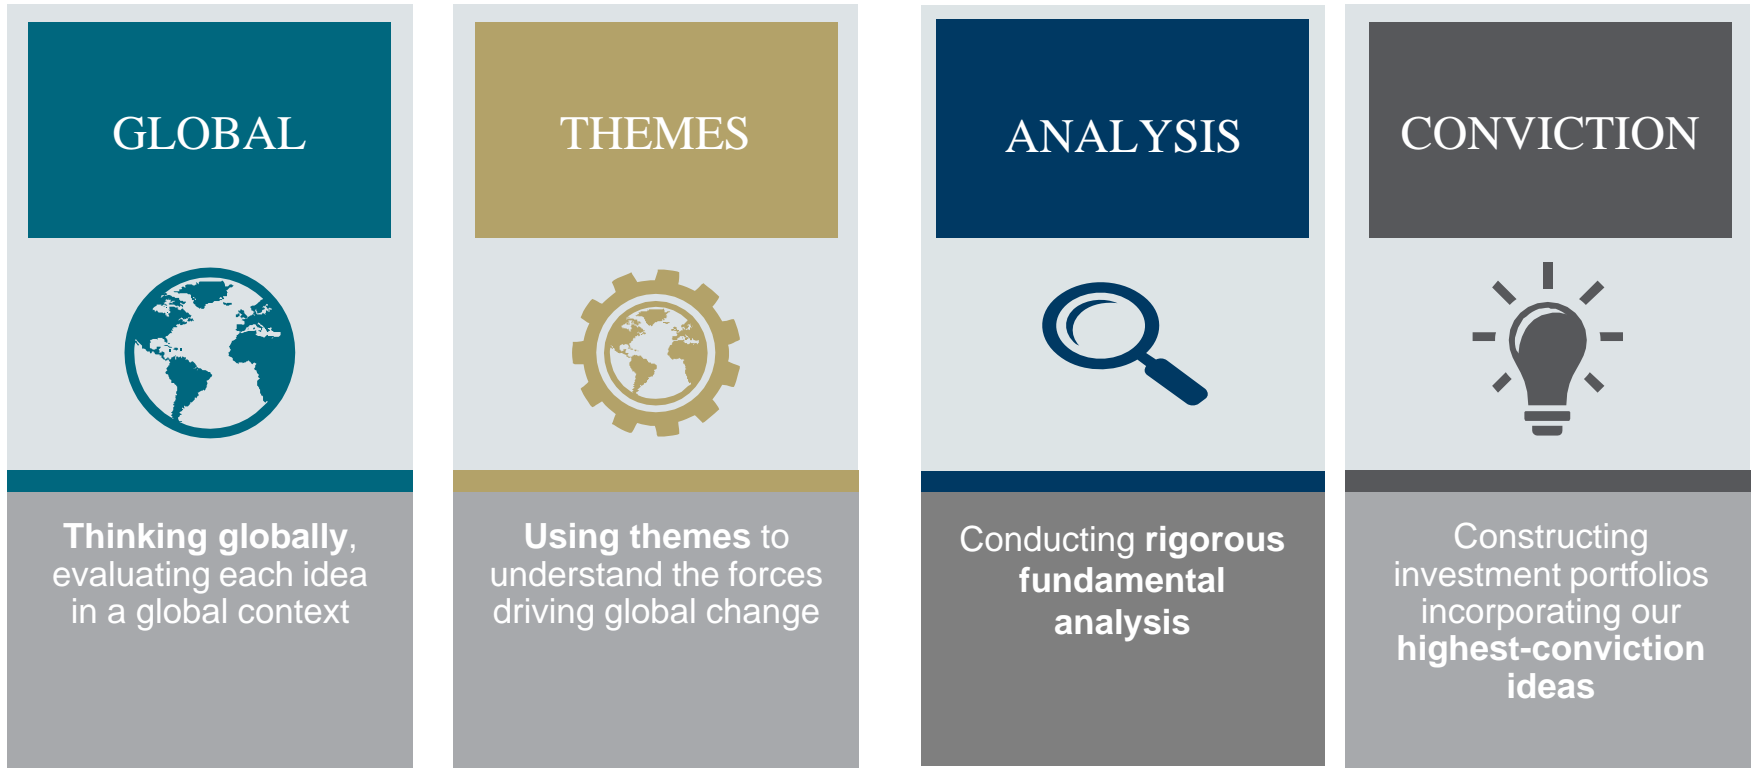 GLOBAL
Thinking globally,
evaluating each idea
in a global context
THEMES
Using themes to
understand the forces
driving global change
ANALYSIS
Conducting rigorous
fundamental
analysis
CONVICTION
Constructing
investment portfolios
incorporating our
highest-conviction
ideas